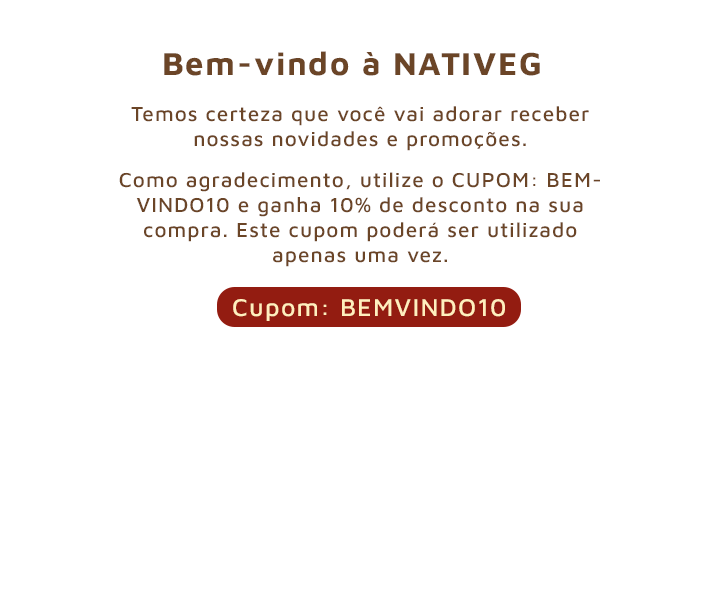 Bem-vindo à NATIVEG
Temos certeza que você vai adorar receber
nossas novidades e promoções.
Como agradecimento, utilize o CUPOM: BEM-
VINDO10 e ganha 10% de desconto na sua
compra. Este cupom poderá ser utilizado
apenas uma vez.
Cupom: BEMVINDO10